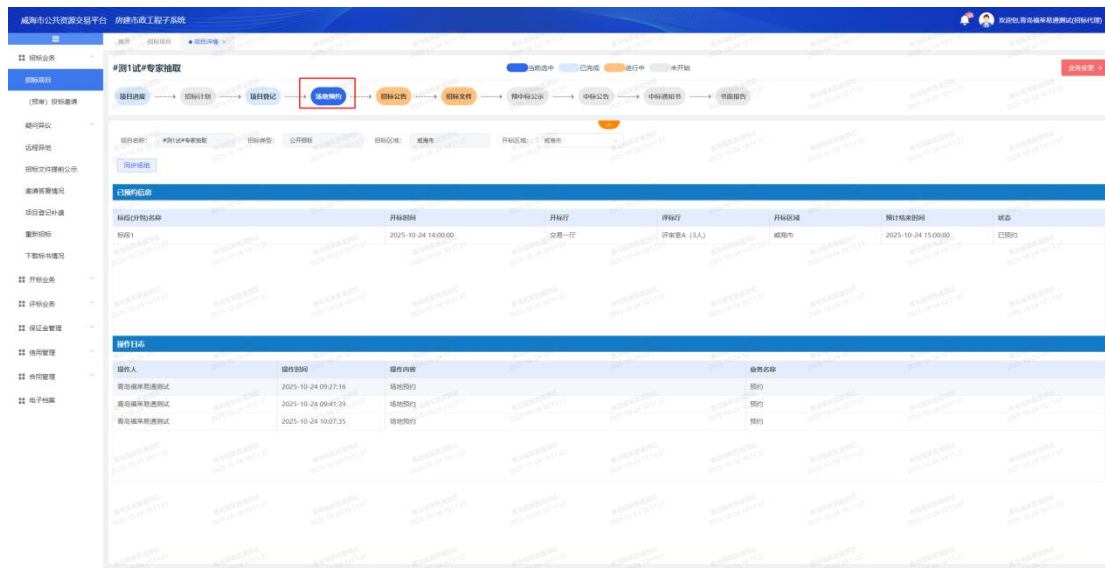 威海市公共资源交易平台 房建市政工程子系统
欢迎您,青岛福莱易通测试(招标代理)
首页 招标项目 项目详情 ×
招标业务
招标项目
(预审) 投标邀请
疑问异议
远程异地
招标文件提前公示
邀请答复情况
项目登记补遗
重新招标
下载标书情况
开标业务
评标业务
保证金管理
信用管理
合同管理
电子档案
#测1试#专家抽取
当前选中 已完成 进行中 未开始
业务变更 →
项目进度 招标计划 项目登记 场地预约 招标公告 招标文件 预中标公示 中标公告 中标通知书 书面报告
项目名称: #测1试#专家抽取 招标类型: 公开招标 招标区域: 威海市 开标区域: 威海市
同步场地
已预约信息
标段(分包)名称 开标时间 开标厅 评标厅 开标区域 预计结束时间 状态
标段1 2025-10-24 14:00:00 交易一厅 评审室A(3人) 威海市 2025-10-24 15:00:00 已预约
操作日志
操作人 操作时间 操作内容 业务名称
青岛福莱易通测试 2025-10-24 09:27:16 场地预约 预约
青岛福莱易通测试 2025-10-24 09:41:39 场地预约 预约
青岛福莱易通测试 2025-10-24 10:07:35 场地预约 预约